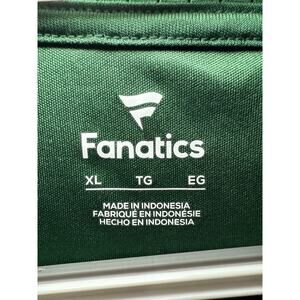 Fanatics
XL TG EG
MADE IN INDONESIA
FABRIQUÉ EN INDONÉSIE
HECHO EN INDONESIA